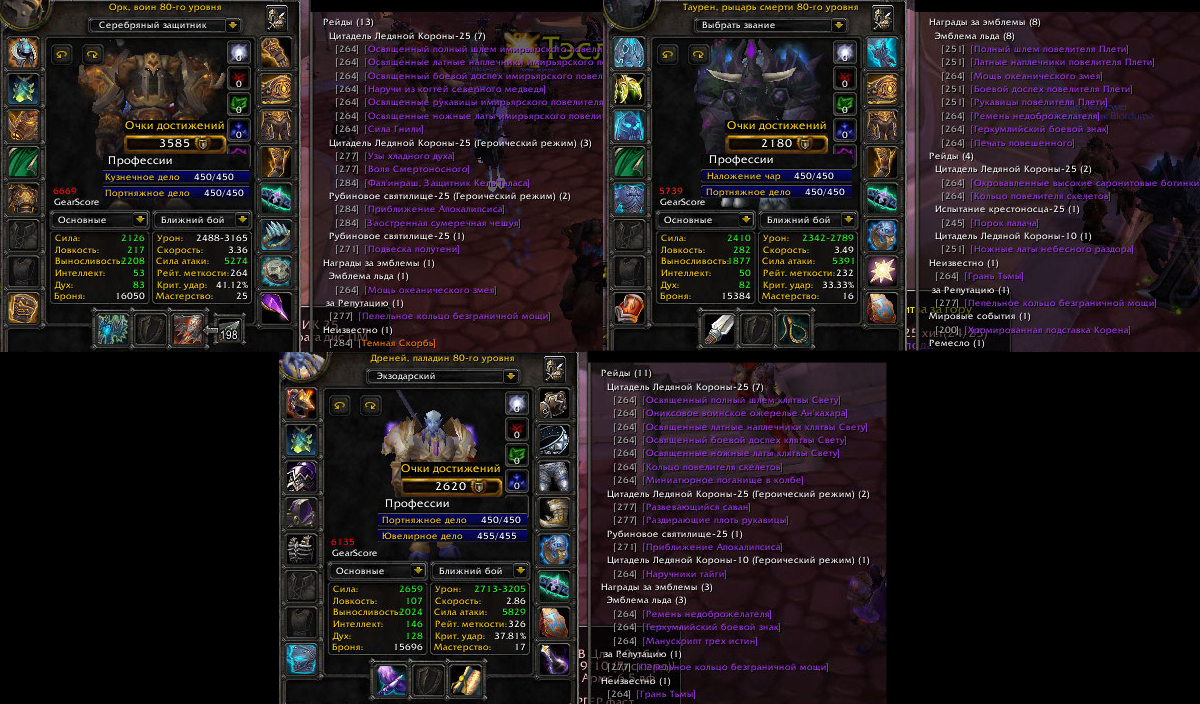 Орк, воин 80-го уровня
Серебряный защитник
Очки достижений
3585
Профессии
Кузнечное дело 450/450
Портняжное дело 450/450
6669
GearScore
Основные
Ближний бой
Сила: 2126
Ловкость: 217
Выносливость: 2208
Интеллект: 53
Дух: 83
Броня: 16050
Урон: 2488-3165
Скорость: 3.36
Сила атаки: 5274
Рейт. меткости: 264
Крит. удар: 41.12%
Мастерство: 25
198
Рейды (13)
Цитадель Ледяной Короны-25 (7)
[264] [Освященный полный шлем имирьярского повели
[264] [Освященные латные наплечники имирьярского п
[264] [Освященный боевой доспех имирьярского повел
[264] [Наручи из когтей северного медведя]
[264] [Освященные рукавицы имирьярского повелителя
[264] [Освященные ножные латы имирьярского повели
[264] [Сила Гнили]
Цитадель Ледяной Короны-25 (Героический режим) (3)
[277] [Узы хладного духа]
[277] [Воля Смертоносного]
[284] [Фал'инраш, Защитник Кель'Таласа]
Рубиновое святилище-25 (Героический режим) (2)
[284] [Приближение Апокалипсиса]
[284] [Заостренная сумеречная чешуя]
Рубиновое святилище-25 (1)
[271] [Подвеска полутени]
Награды за эмблемы (1)
Эмблема льда (1)
[264] [Мощь океанического змея]
за Репутацию (1)
[277] [Пепельное кольцо безграничной мощи]
Неизвестно (1)
[284] [Темная Скорбь]
Таурен, рыцарь смерти 80-го уровня
Выбрать звание
Очки достижений
2180
Профессии
Наложение чар 450/450
Портняжное дело 450/450
5739
GearScore
Основные
Ближний бой
Сила: 2410
Ловкость: 282
Выносливость: 1877
Интеллект: 50
Дух: 82
Броня: 15384
Урон: 2342-2789
Скорость: 3.49
Сила атаки: 5391
Рейт. меткости: 232
Крит. удар: 33.33%
Мастерство: 16
Награды за эмблемы (8)
Эмблема льда (8)
[251] [Полный шлем повелителя Плети]
[251] [Латные наплечники повелителя Плети]
[264] [Мощь океанического змея]
[251] [Боевой доспех повелителя Плети]
[251] [Рукавицы повелителя Плети]
[264] [Ремень недоброжелателя]
[264] [Геркумлийский боевой знак]
[264] [Печать повешенного]
Рейды (4)
Цитадель Ледяной Короны-25 (2)
[264] [Окровавленные высокие саронитовые ботинки
[264] [Кольцо повелителя скелетов]
Испытание крестоносца-25 (1)
[245] [Порок палача]
Цитадель Ледяной Короны-10 (1)
[251] [Ножные латы небесного раздора]
Неизвестно (1)
[264] [Грань Тьмы]
за Репутацию (1)
[277] [Пепельное кольцо безграничной мощи]
Мировые события (1)
[200] [Хромированная подставка Корена]
Ремесло (1)
Дреней, паладин 80-го уровня
Экзодарский
Очки достижений
2620
Профессии
Портняжное дело 450/450
Ювелирное дело 455/455
6135
GearScore
Основные
Ближний бой
Сила: 2659
Ловкость: 107
Выносливость: 2024
Интеллект: 146
Дух: 128
Броня: 15696
Урон: 2713-3205
Скорость: 2.86
Сила атаки: 5829
Рейт. меткости: 326
Крит. удар: 37.81%
Мастерство: 17
Рейды (11)
Цитадель Ледяной Короны-25 (7)
[264] [Освященный полный шлем клятвы Свету]
[264] [Ониксовое воинское ожерелье Ан'кахара]
[264] [Освященные латные наплечники клятвы Свету]
[264] [Освященный боевой доспех клятвы Свету]
[264] [Освященные ножные латы клятвы Свету]
[264] [Кольцо повелителя скелетов]
[264] [Миниатюрное поганище в колбе]
Цитадель Ледяной Короны-25 (Героический режим) (2)
[277] [Развевающийся саван]
[277] [Раздирающие плоть рукавицы]
Рубиновое святилище-25 (1)
[271] [Приближение Апокалипсиса]
Цитадель Ледяной Короны-10 (Героический режим) (1)
[264] [Наручники тайги]
Награды за эмблемы (3)
Эмблема льда (3)
[264] [Ремень недоброжелателя]
[264] [Геркумлийский боевой знак]
[264] [Манускрипт трех истин]
за Репутацию (1)
[277] [Пепельное кольцо безграничной мощи]
Неизвестно (1)
[264] [Грань Тьмы]